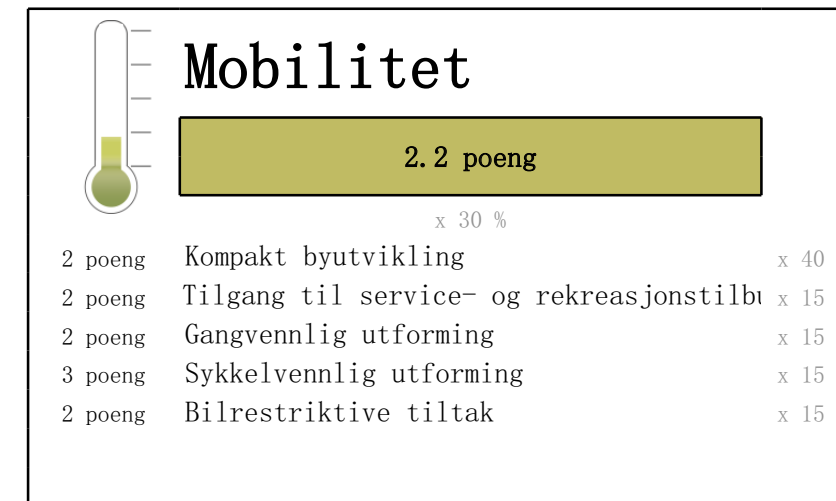 Mobilitet
2.2 poeng
x 30 %
2 poeng Kompakt byutvikling x 40
2 poeng Tilgang til service- og rekreasjonstilbu x 15
2 poeng Gangvennlig utforming x 15
3 poeng Sykkelvennlig utforming x 15
2 poeng Bilrestriktive tiltak x 15